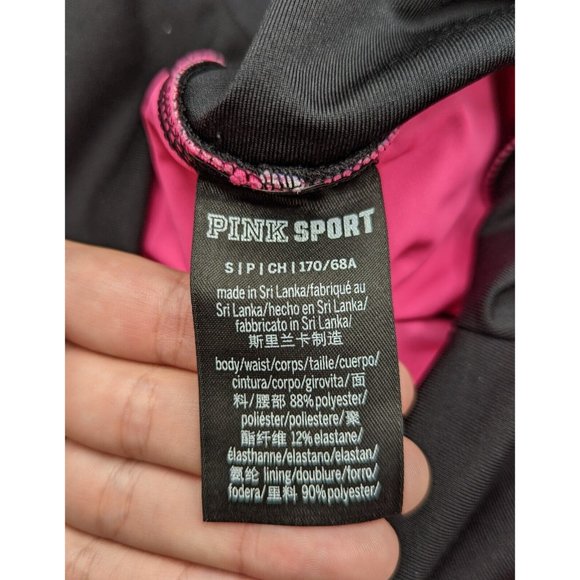 PINK SPORT
S | P | CH | 170/68A
made in Sri Lanka/fabriqué au
Sri Lanka/hecho en Sri Lanka/
fabbricato in Sri Lanka/
斯里兰卡制造
body/waist/corps/taille/cuerpo/
cintura/corpo/girovita/面
料/腰部 88% polyester/
poliéster/poliestere/聚
酯纤维 12% elastane/
élasthanne/elastano/elastan/
氨纶 lining/doublure/forro/
fodera/里料 90% polyester/